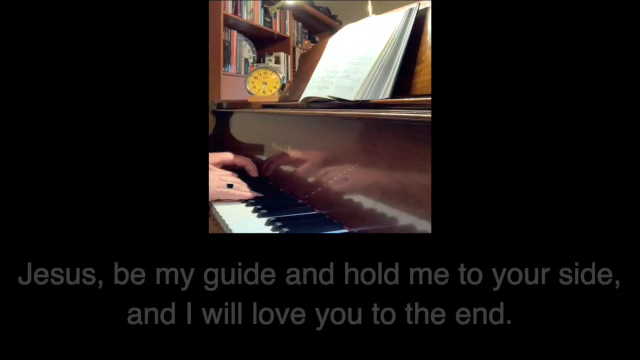 Jesus, be my guide and hold me to your side,
and I will love you to the end.